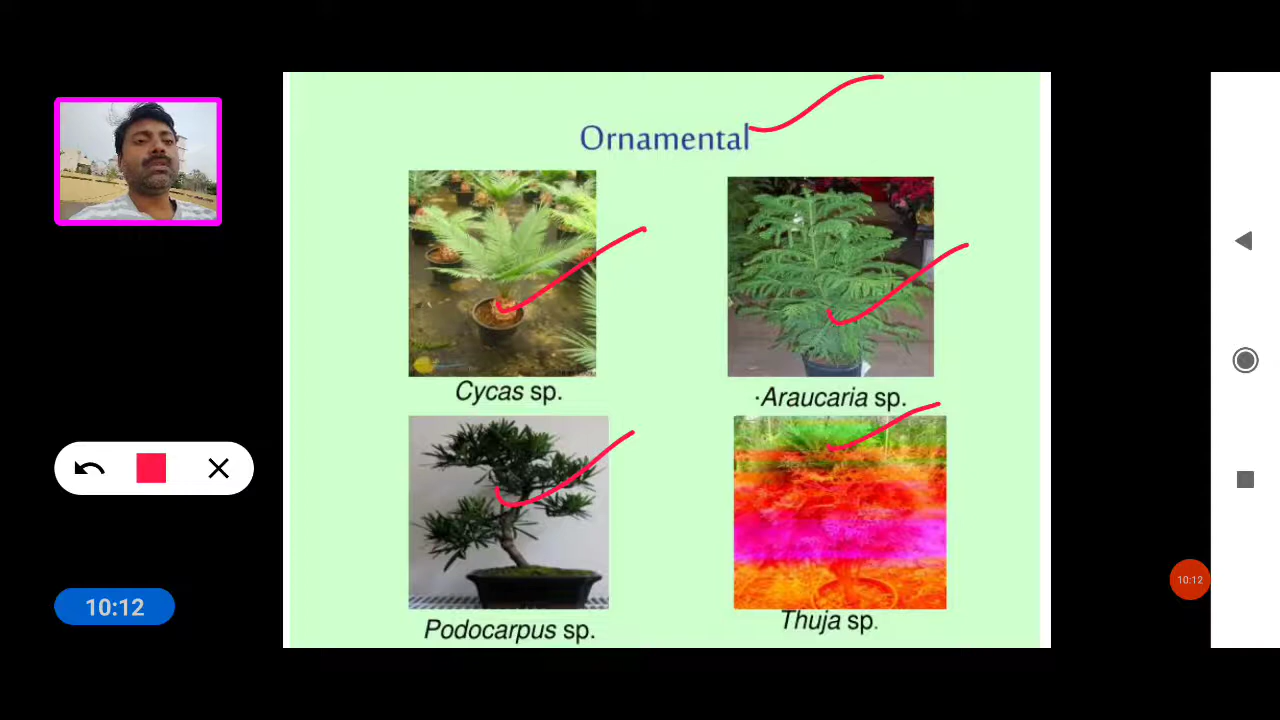 Ornamental
Cycas sp.
·Araucaria sp.
Podocarpus sp.
Thuja sp.
10:12
10:12